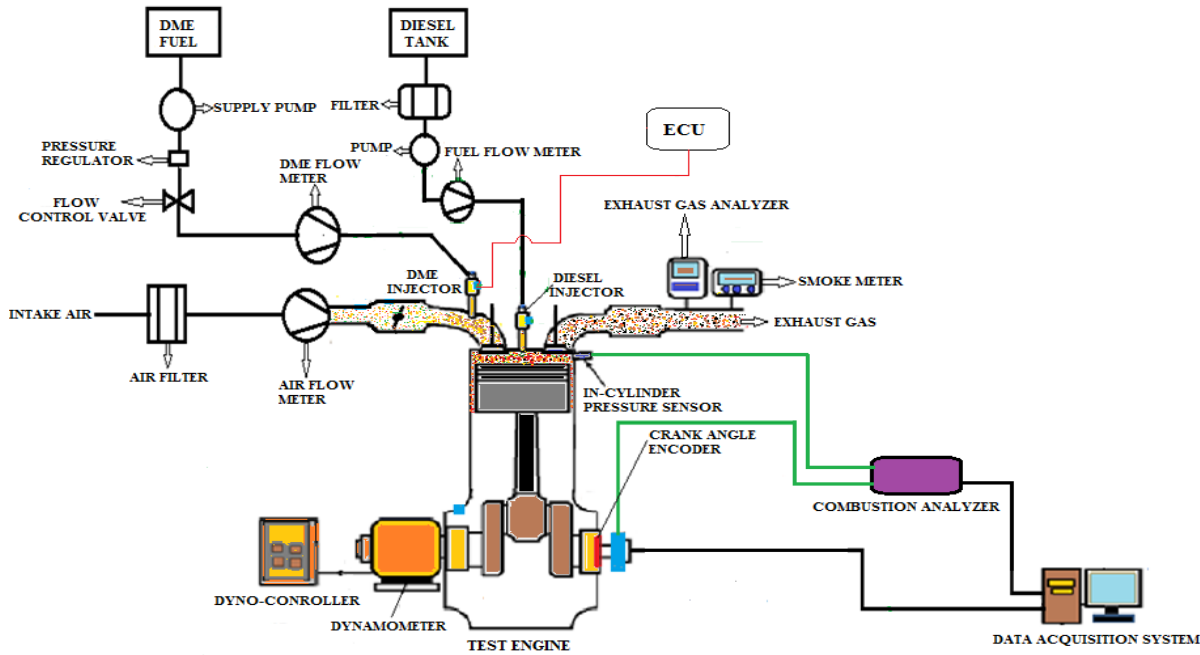 DME
FUEL
DIESEL
TANK
SUPPLY PUMP
FILTER
ECU
PRESSURE
REGULATOR
PUMP
FUEL FLOW METER
DME FLOW
METER
FLOW
CONTROL VALVE
EXHAUST GAS ANALYZER
DME
INJECTOR
DIESEL
INJECTOR
SMOKE METER
INTAKE AIR
EXHAUST GAS
AIR FILTER
AIR FLOW
METER
IN-CYLINDER
PRESSURE SENSOR
CRANK ANGLE
ENCODER
COMBUSTION ANALYZER
DYNO-CONROLLER
DYNAMOMETER
TEST ENGINE
DATA ACQUISITION SYSTEM